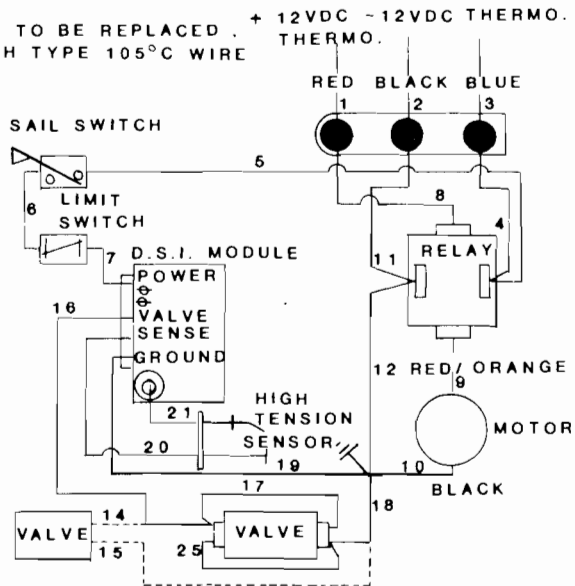 + 12VDC - 12VDC THERMO.
TO BE REPLACED . THERMO.
H TYPE 105°C WIRE
RED BLACK BLUE
1 2 3
SAIL SWITCH
5
6
LIMIT
SWITCH
8
4
7
D.S.I. MODULE
RELAY
11
POWER
16
VALVE
SENSE
GROUND
12 RED/ORANGE
9
HIGH
TENSION
SENSOR
21
MOTOR
20
19
10
BLACK
17
18
14
VALVE
VALVE
15
25